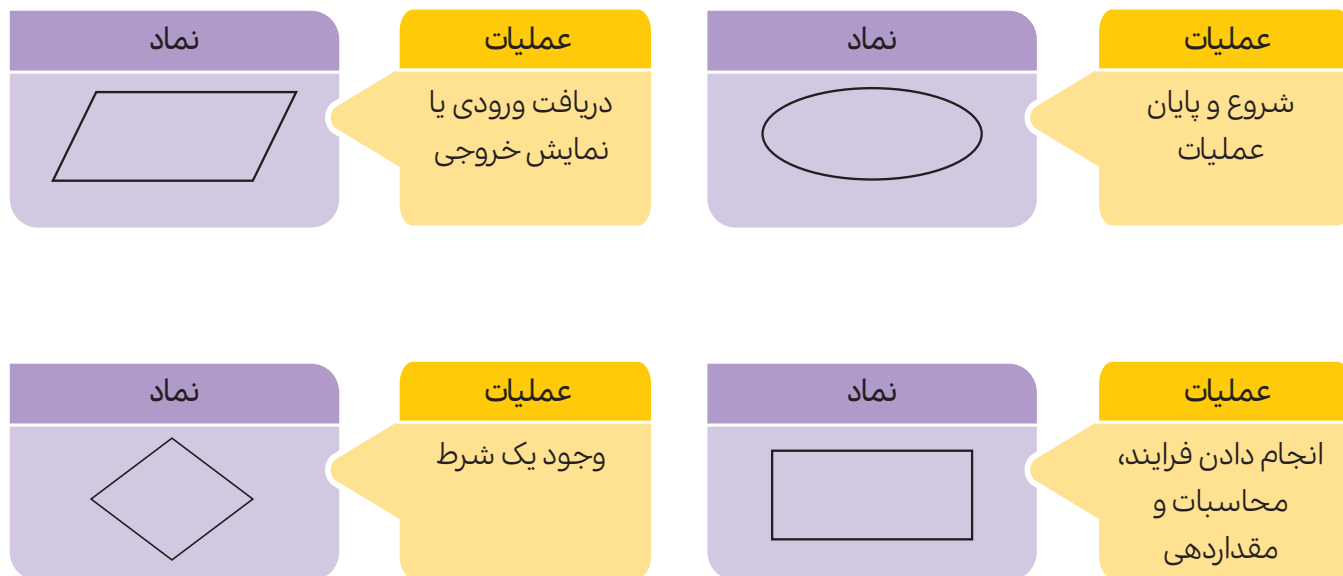 عملیات
شروع و پایان
عملیات
نماد
عملیات
دریافت ورودی یا
نمایش خروجی
نماد
عملیات
انجام دادن فرایند،
محاسبات و
مقداردهی
نماد
عملیات
وجود یک شرط
نماد